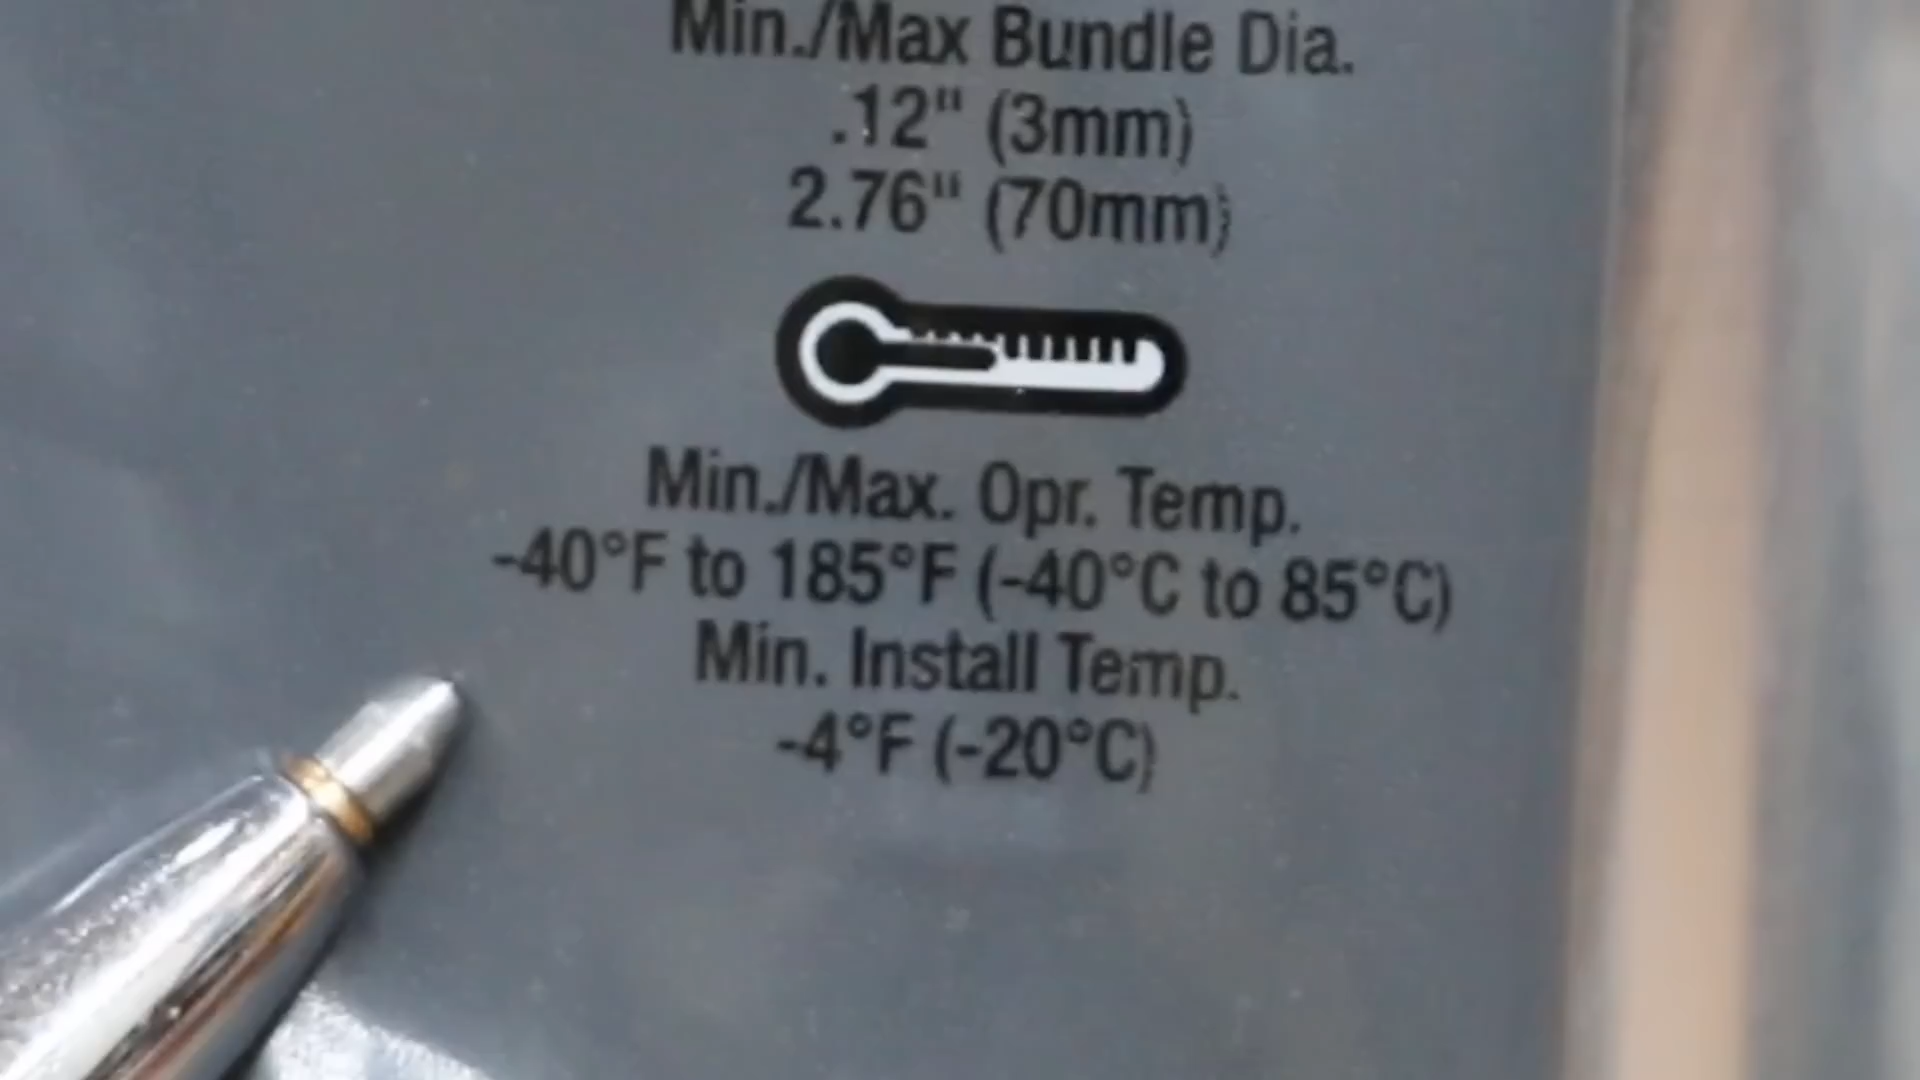 Min./Max Bundle Dia.
.12" (3mm)
2.76" (70mm)
Min./Max. Opr. Temp.
-40°F to 185°F (-40°C to 85°C)
Min. Install Temp.
-4°F (-20°C)